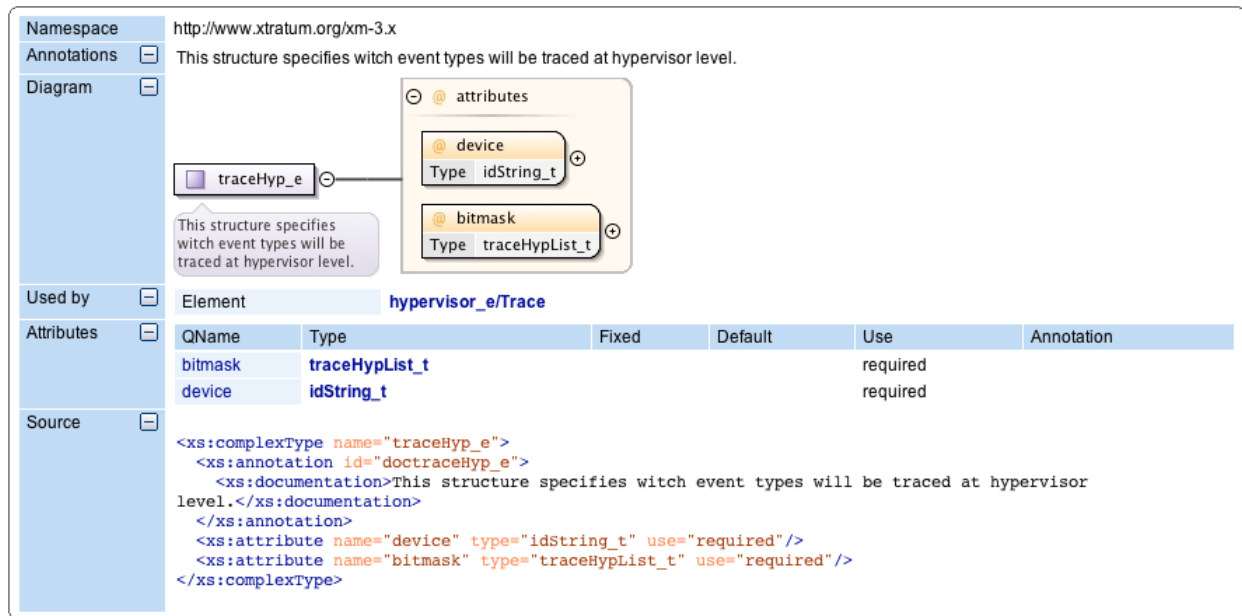 Namespace http://www.xtratum.org/xm-3.x
Annotations This structure specifies witch event types will be traced at hypervisor level.
Diagram
@ attributes
@ device
Type idString_t
traceHyp_e
This structure specifies
witch event types will be
traced at hypervisor level.
@ bitmask
Type traceHypList_t
Used by Element hypervisor_e/Trace
Attributes QName Type Fixed Default Use Annotation
bitmask traceHypList_t required
device idString_t required
Source
<xs:complexType name="traceHyp_e">
<xs:annotation id="doctraceHyp_e">
<xs:documentation>This structure specifies witch event types will be traced at hypervisor
level.</xs:documentation>
</xs:annotation>
<xs:attribute name="device" type="idString_t" use="required"/>
<xs:attribute name="bitmask" type="traceHypList_t" use="required"/>
</xs:complexType>